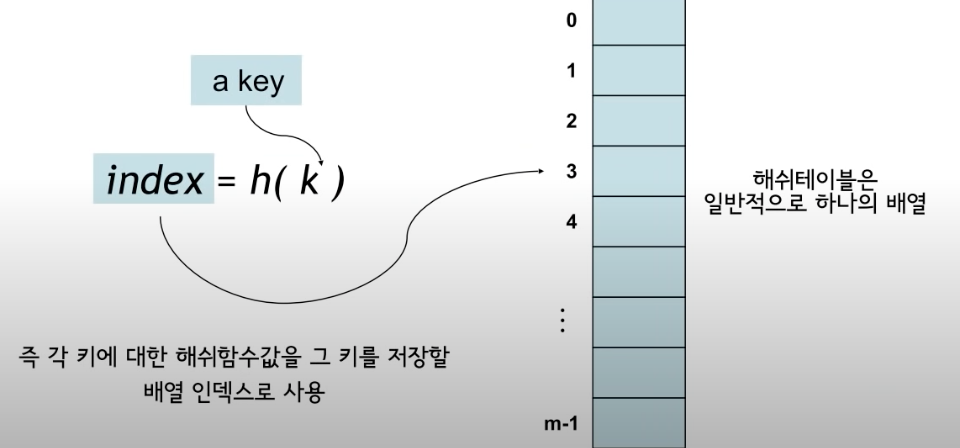 a key
index = h( k )
0
1
2
3
4
⋮
m-1
해쉬테이블은
일반적으로 하나의 배열
즉 각 키에 대한 해쉬함수값을 그 키를 저장할
배열 인덱스로 사용